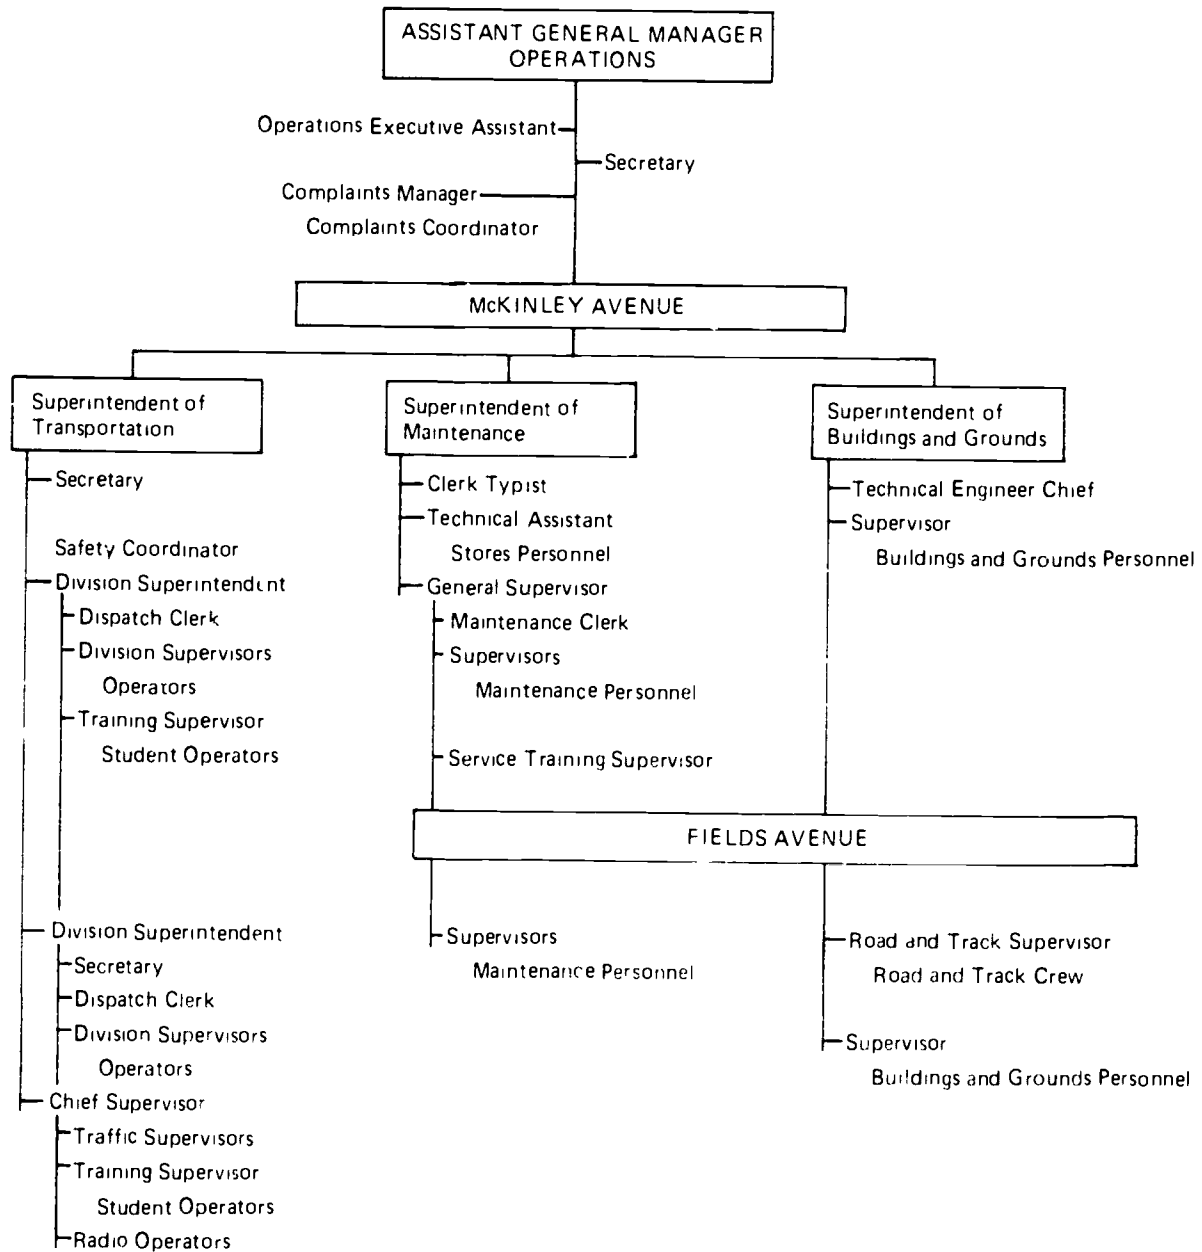 ASSISTANT GENERAL MANAGER
OPERATIONS
Operations Executive Assistant
Secretary
Complaints Manager
Complaints Coordinator
McKINLEY AVENUE
Superintendent of
Transportation
Secretary
Safety Coordinator
Division Superintendent
Dispatch Clerk
Division Supervisors
Operators
Training Supervisor
Student Operators
Division Superintendent
Secretary
Dispatch Clerk
Division Supervisors
Operators
Chief Supervisor
Traffic Supervisors
Training Supervisor
Student Operators
Radio Operators
Superintendent of
Maintenance
Clerk Typist
Technical Assistant
Stores Personnel
General Supervisor
Maintenance Clerk
Supervisors
Maintenance Personnel
Service Training Supervisor
Superintendent of
Buildings and Grounds
Technical Engineer Chief
Supervisor
Buildings and Grounds Personnel
FIELDS AVENUE
Supervisors
Maintenance Personnel
Road and Track Supervisor
Road and Track Crew
Supervisor
Buildings and Grounds Personnel